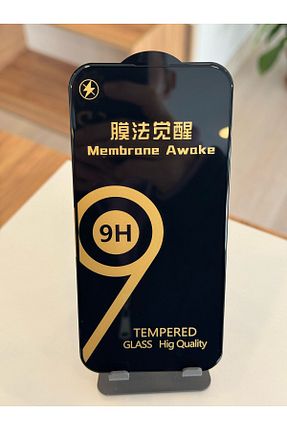 膜法觉醒
Membrane Awake
9H
TEMPERED
GLASS Hig Quality